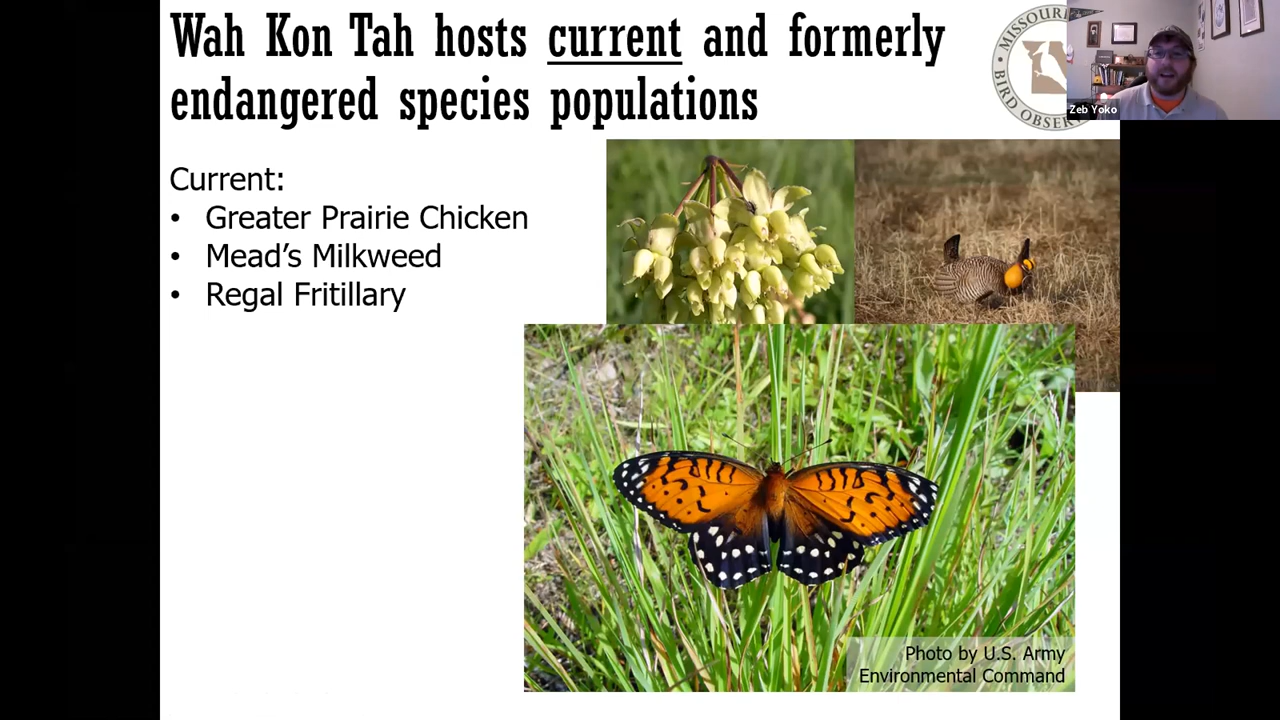 Wah Kon Tah hosts current and formerly
endangered species populations
MISSOURI
BIRD OBSER
Zeb Yoko
Current:
• Greater Prairie Chicken
• Mead's Milkweed
• Regal Fritillary
Photo by U.S. Army
Environmental Command